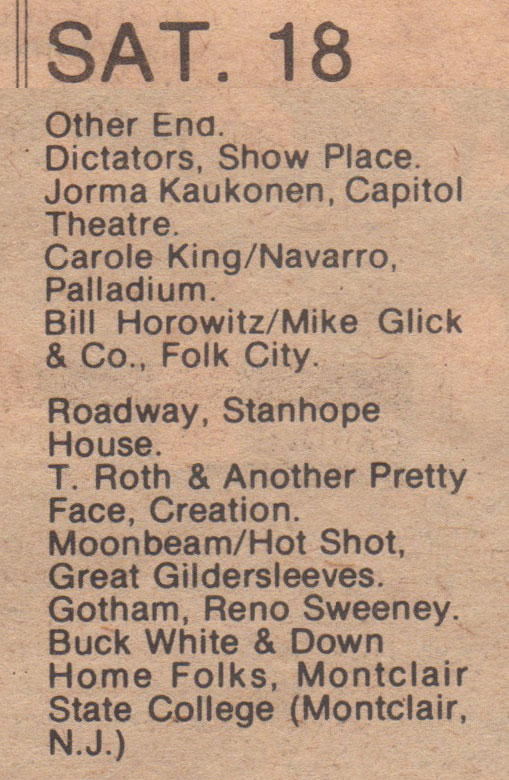 SAT. 18
Other End.
Dictators, Show Place.
Jorma Kaukonen, Capitol
Theatre.
Carole King/Navarro,
Palladium.
Bill Horowitz/Mike Glick
& Co., Folk City.
Roadway, Stanhope
House.
T. Roth & Another Pretty
Face, Creation.
Moonbeam/Hot Shot,
Great Gildersleeves.
Gotham, Reno Sweeney.
Buck White & Down
Home Folks, Montclair
State College (Montclair,
N.J.)